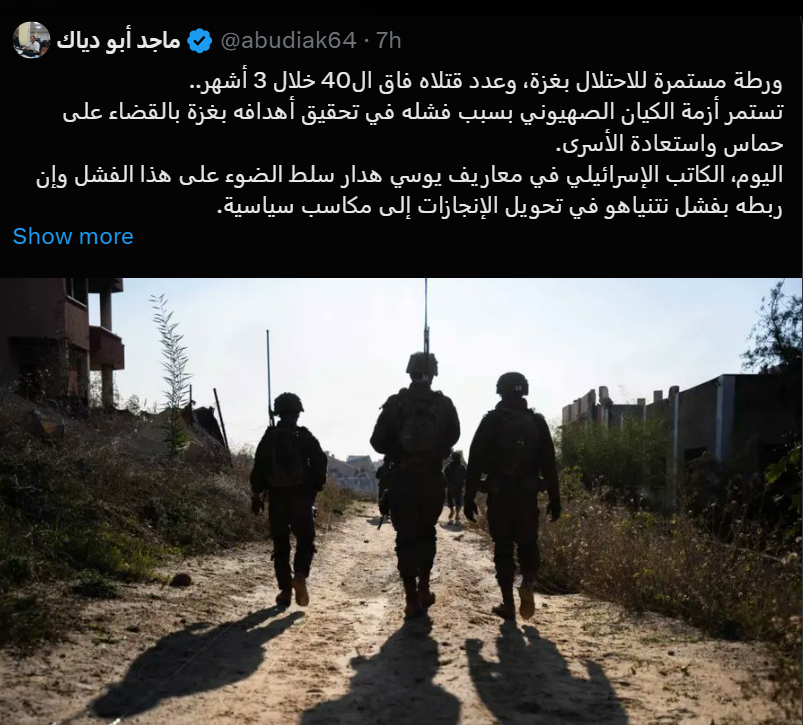 ماجد أبو دياك @abudiak64 · 7h
ورطة مستمرة للاحتلال بغزة، وعدد قتلاه فاق ال40 خلال 3 أشهر..
تستمر أزمة الكيان الصهيوني بسبب فشله في تحقيق أهدافه بغزة بالقضاء على
حماس واستعادة الأسرى.
اليوم، الكاتب الإسرائيلي في معاريف يوسي هدار سلط الضوء على هذا الفشل وإن
ربطه بفشل نتنياهو في تحويل الإنجازات إلى مكاسب سياسية.
Show more